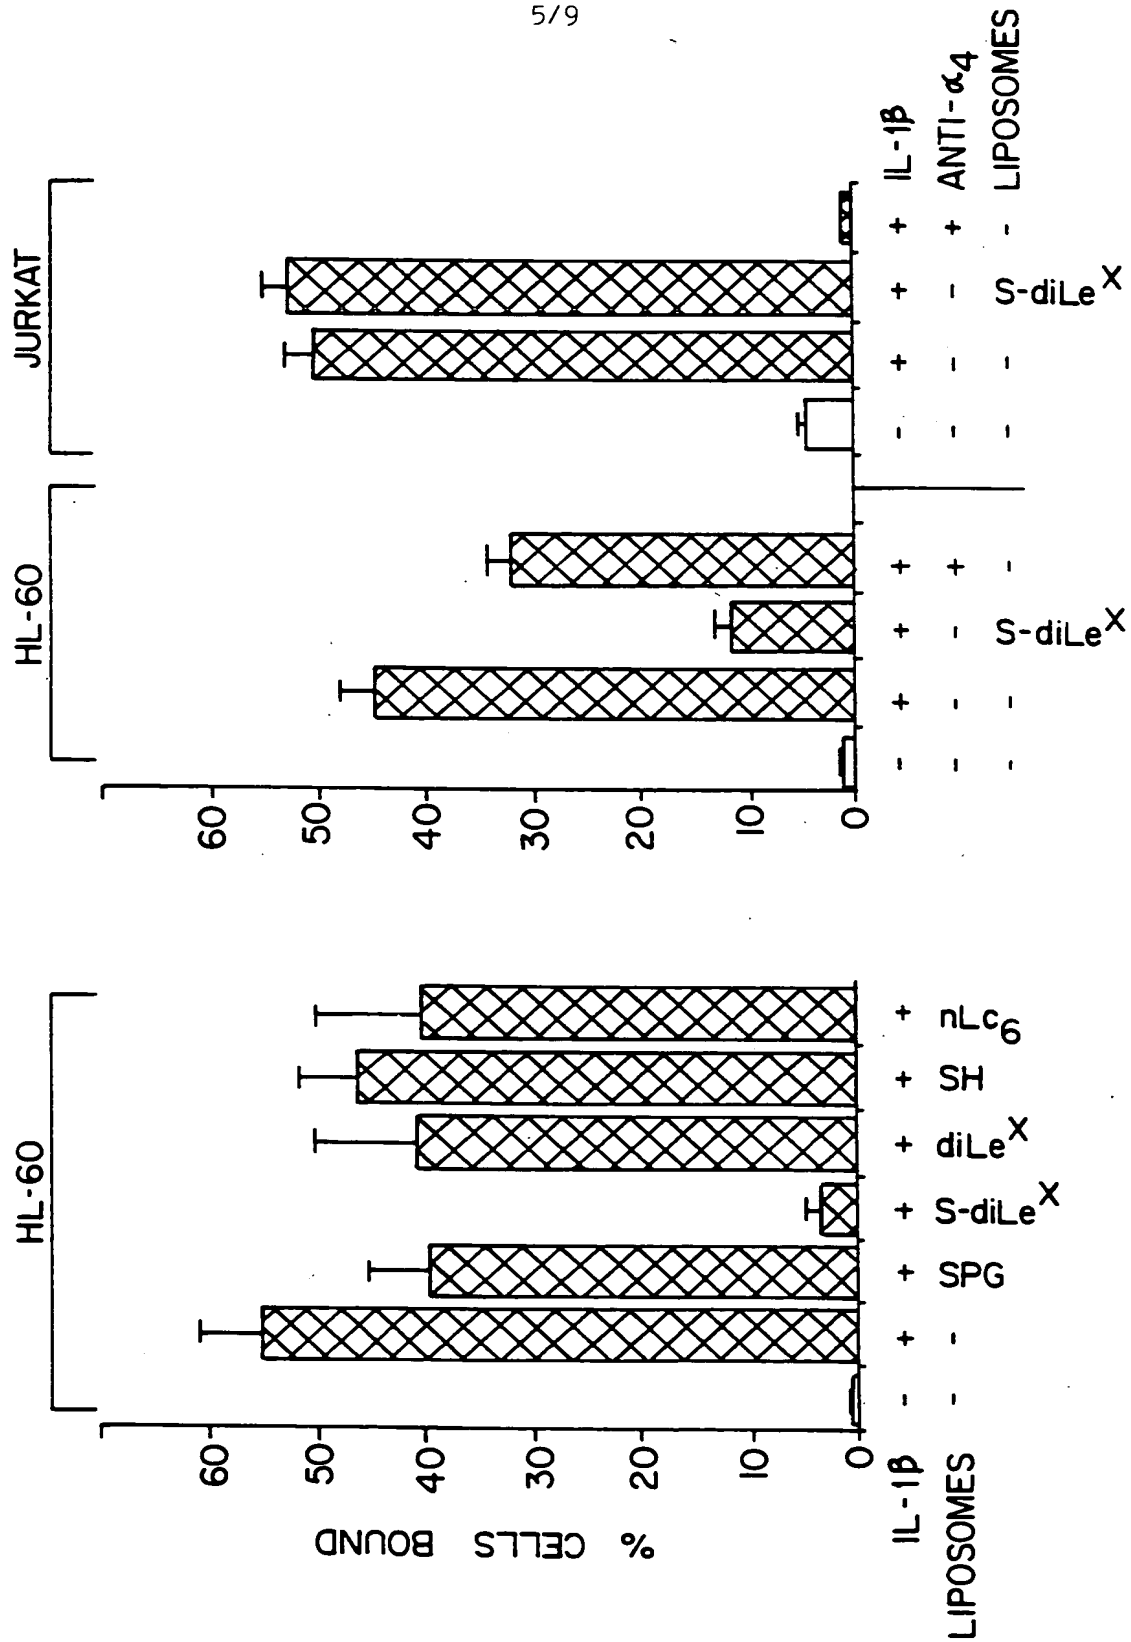 5/9
HL-60
% CELLS BOUND
60
50
40
30
20
10
0
IL-1β - + + + + + +
LIPOSOMES - - SPG S-diLeˣ diLeˣ SH nLc₆
HL-60
JURKAT
60
50
40
30
20
10
0
- + + + - + + + IL-1β
- - - + - - - + ANTI-α₄
- - S-diLeˣ - - - S-diLeˣ - LIPOSOMES